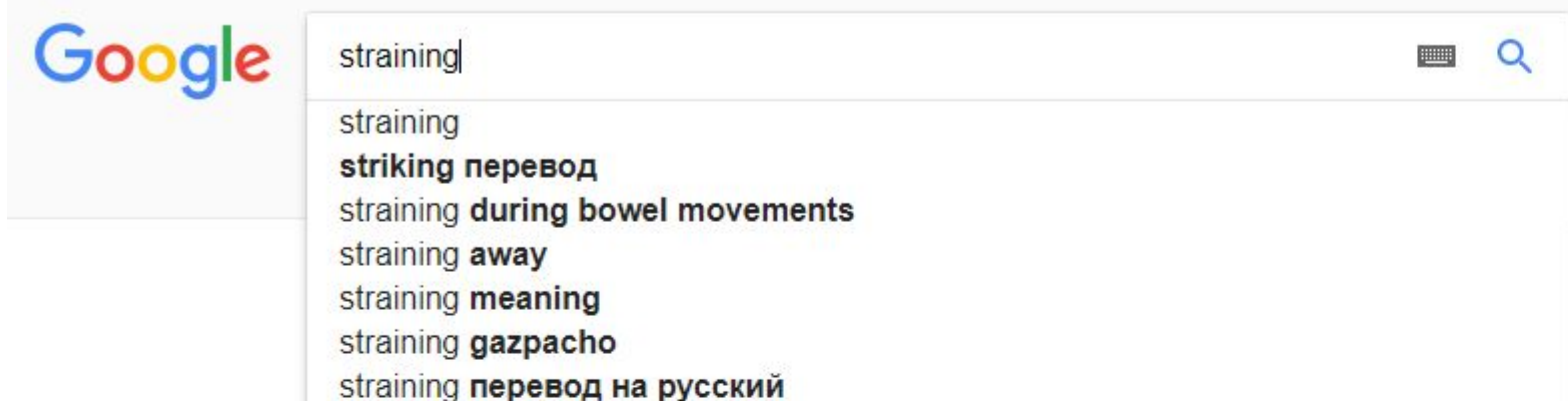 Google
straining
straining
striking перевод
straining during bowel movements
straining away
straining meaning
straining gazpacho
straining перевод на русский